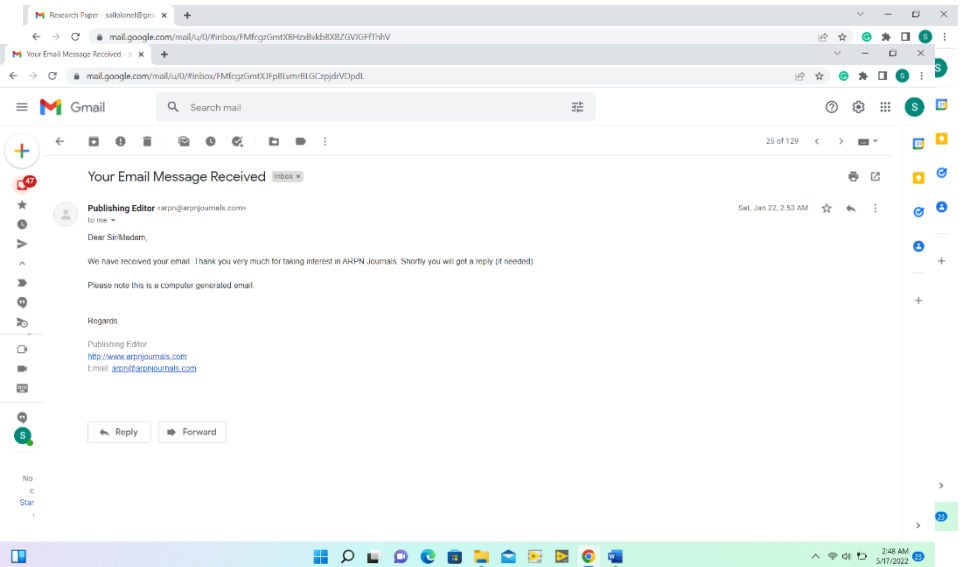 Research Paper - sallolonel@gm
mail.google.com/mail/u/0/#inbox/FMfcgzGmtXBHzxBvkbBXBZGVJGFfThhV
Your Email Message Received - s
mail.google.com/mail/u/0/#inbox/FMfcgzGmtXJFpBLvmrBLGCzpjdrVDpdL
Gmail
Search mail
S
25 of 129
47
Your Email Message Received Inbox ×
Publishing Editor <arpn@arpnjournals.com>
Sat, Jan 22, 2:53 AM
to me
Dear Sir/Madam,
We have received your email. Thank you very much for taking interest in ARPN Journals. Shortly you will get a reply (if needed).
Please note this is a computer generated email.
Regards
Publishing Editor
http://www.arpnjournals.com
Email: arpn@arpnjournals.com
Reply
Forward
S
No
c
Star
23
2:48 AM
5/17/2022
23